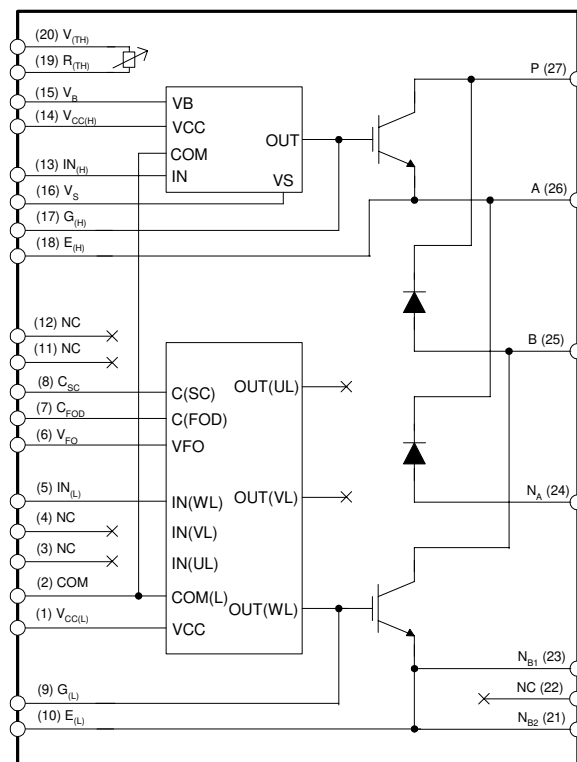 (20) V(TH)
(19) R(TH)
(15) VB
(14) VCC(H)
(13) IN(H)
(16) VS
(17) G(H)
(18) E(H)
(12) NC
(11) NC
(8) CSC
(7) CFOD
(6) VFO
(5) IN(L)
(4) NC
(3) NC
(2) COM
(1) VCC(L)
(9) G(L)
(10) E(L)
VB
VCC
COM
IN
OUT
VS
C(SC)
C(FOD)
VFO
IN(WL)
IN(VL)
IN(UL)
COM(L)
VCC
OUT(UL)
OUT(VL)
OUT(WL)
P (27)
A (26)
B (25)
NA (24)
NB1 (23)
NC (22)
NB2 (21)